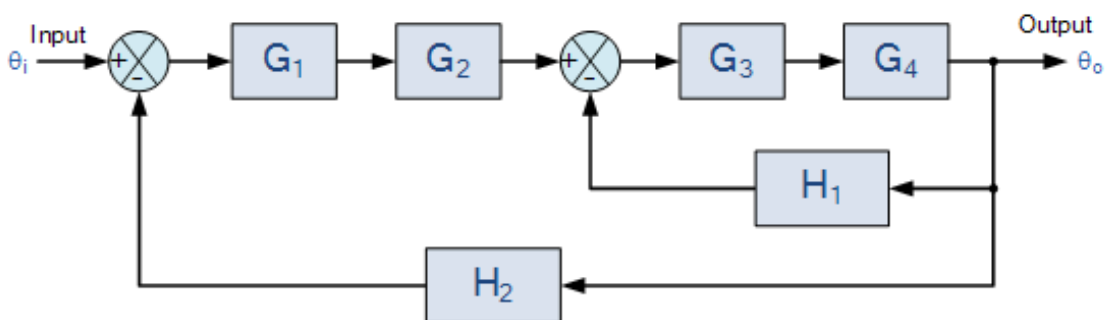 Input
Output
θᵢ
+
-
G₁
G₂
+
-
G₃
G₄
θₒ
H₁
H₂